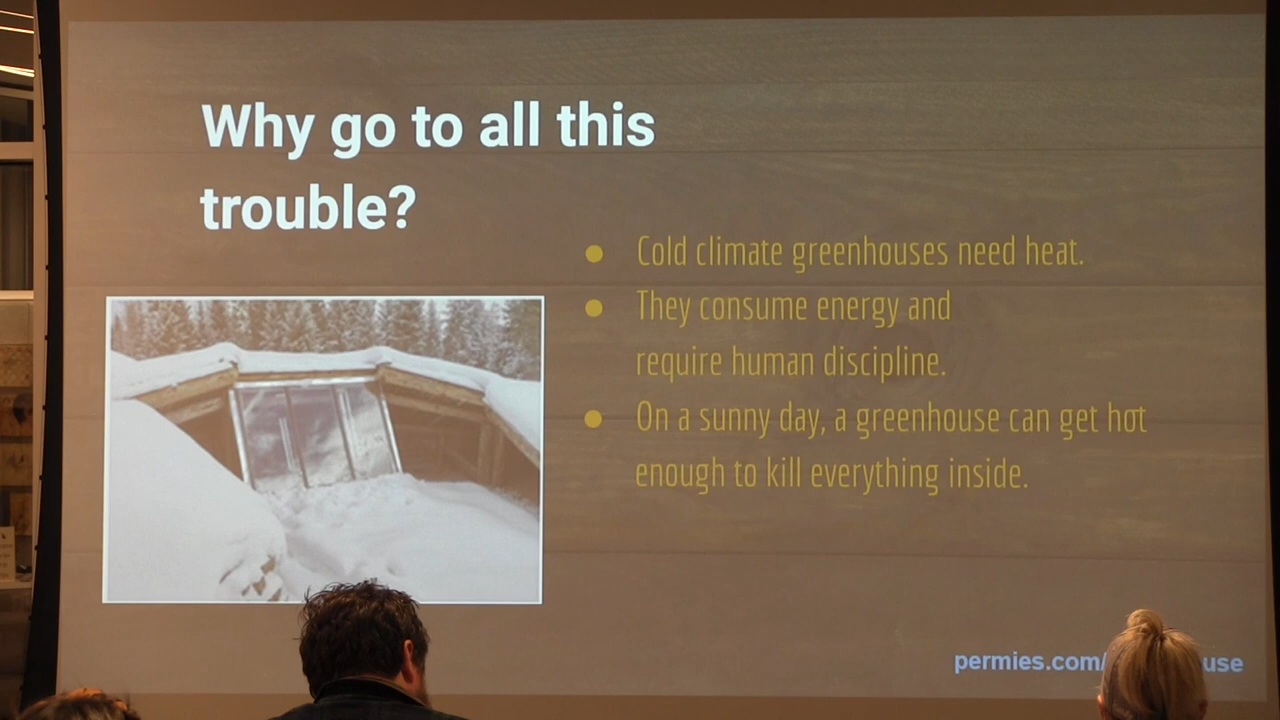 Why go to all this
trouble?
● Cold climate greenhouses need heat.
● They consume energy and
require human discipline.
● On a sunny day, a greenhouse can get hot
enough to kill everything inside.
permies.com/